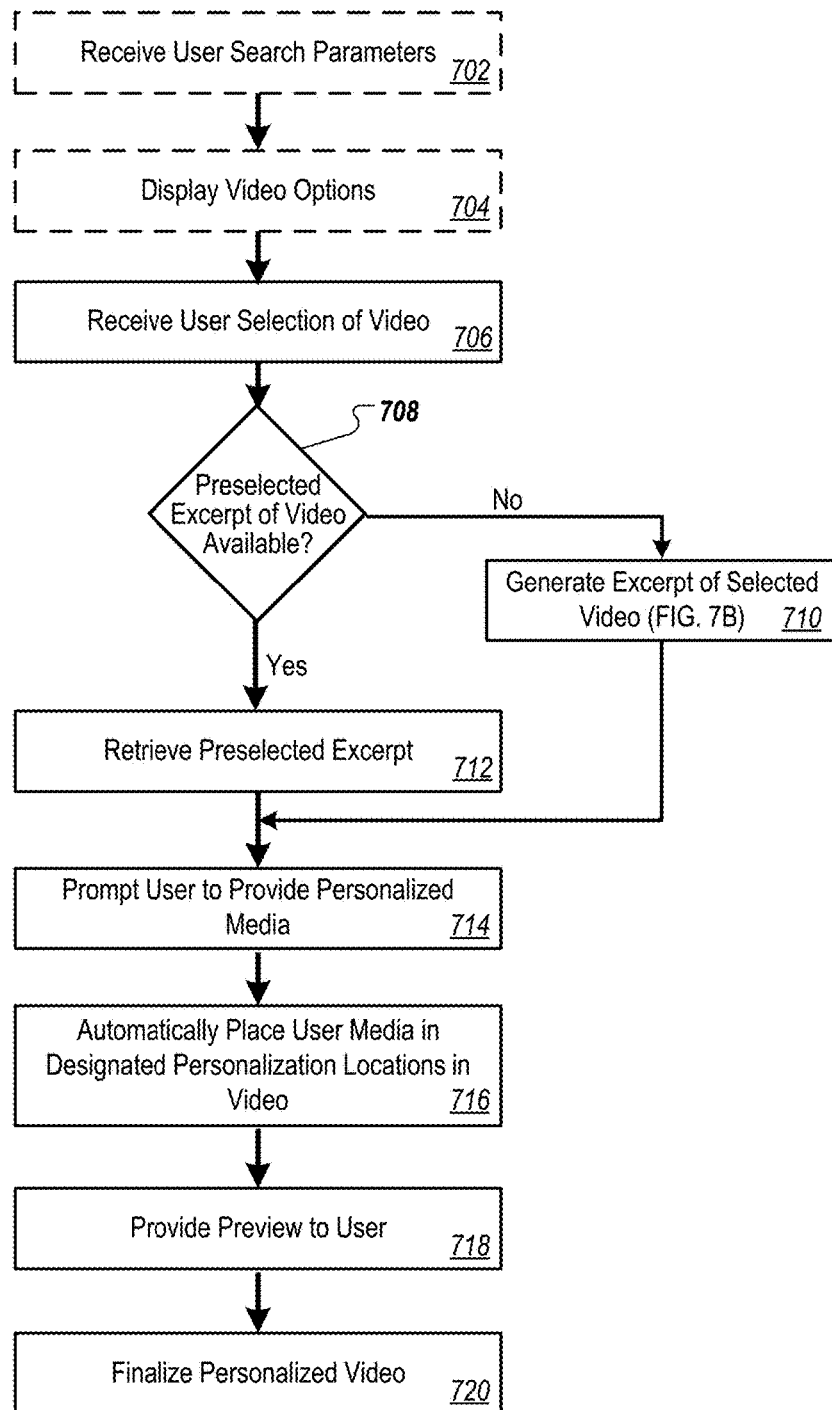 Receive User Search Parameters
702
Display Video Options
704
Receive User Selection of Video
706
708
Preselected
Excerpt of Video
Available?
No
Generate Excerpt of Selected
Video (FIG. 7B) 710
Yes
Retrieve Preselected Excerpt
712
Prompt User to Provide Personalized
Media
714
Automatically Place User Media in
Designated Personalization Locations in
Video
716
Provide Preview to User
718
Finalize Personalized Video
720